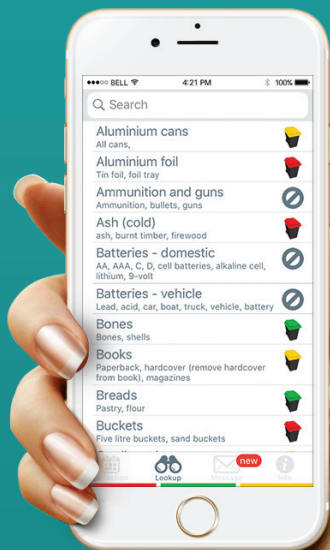 BELL 4:21 PM 100%
Search
Aluminium cans
All cans,
Aluminium foil
Tin foil, foil tray
Ammunition and guns
Ammunition, bullets, guns
Ash (cold)
ash, burnt timber, firewood
Batteries - domestic
AA, AAA, C, D, cell batteries, alkaline cell,
lithium, 9-volt
Batteries - vehicle
Lead, acid, car, boat, truck, vehicle, battery
Bones
Bones, shells
Books
Paperback, hardcover (remove hardcover
from book), magazines
Breads
Pastry, flour
Buckets
Five litre buckets, sand buckets
new
Lookup Message Info